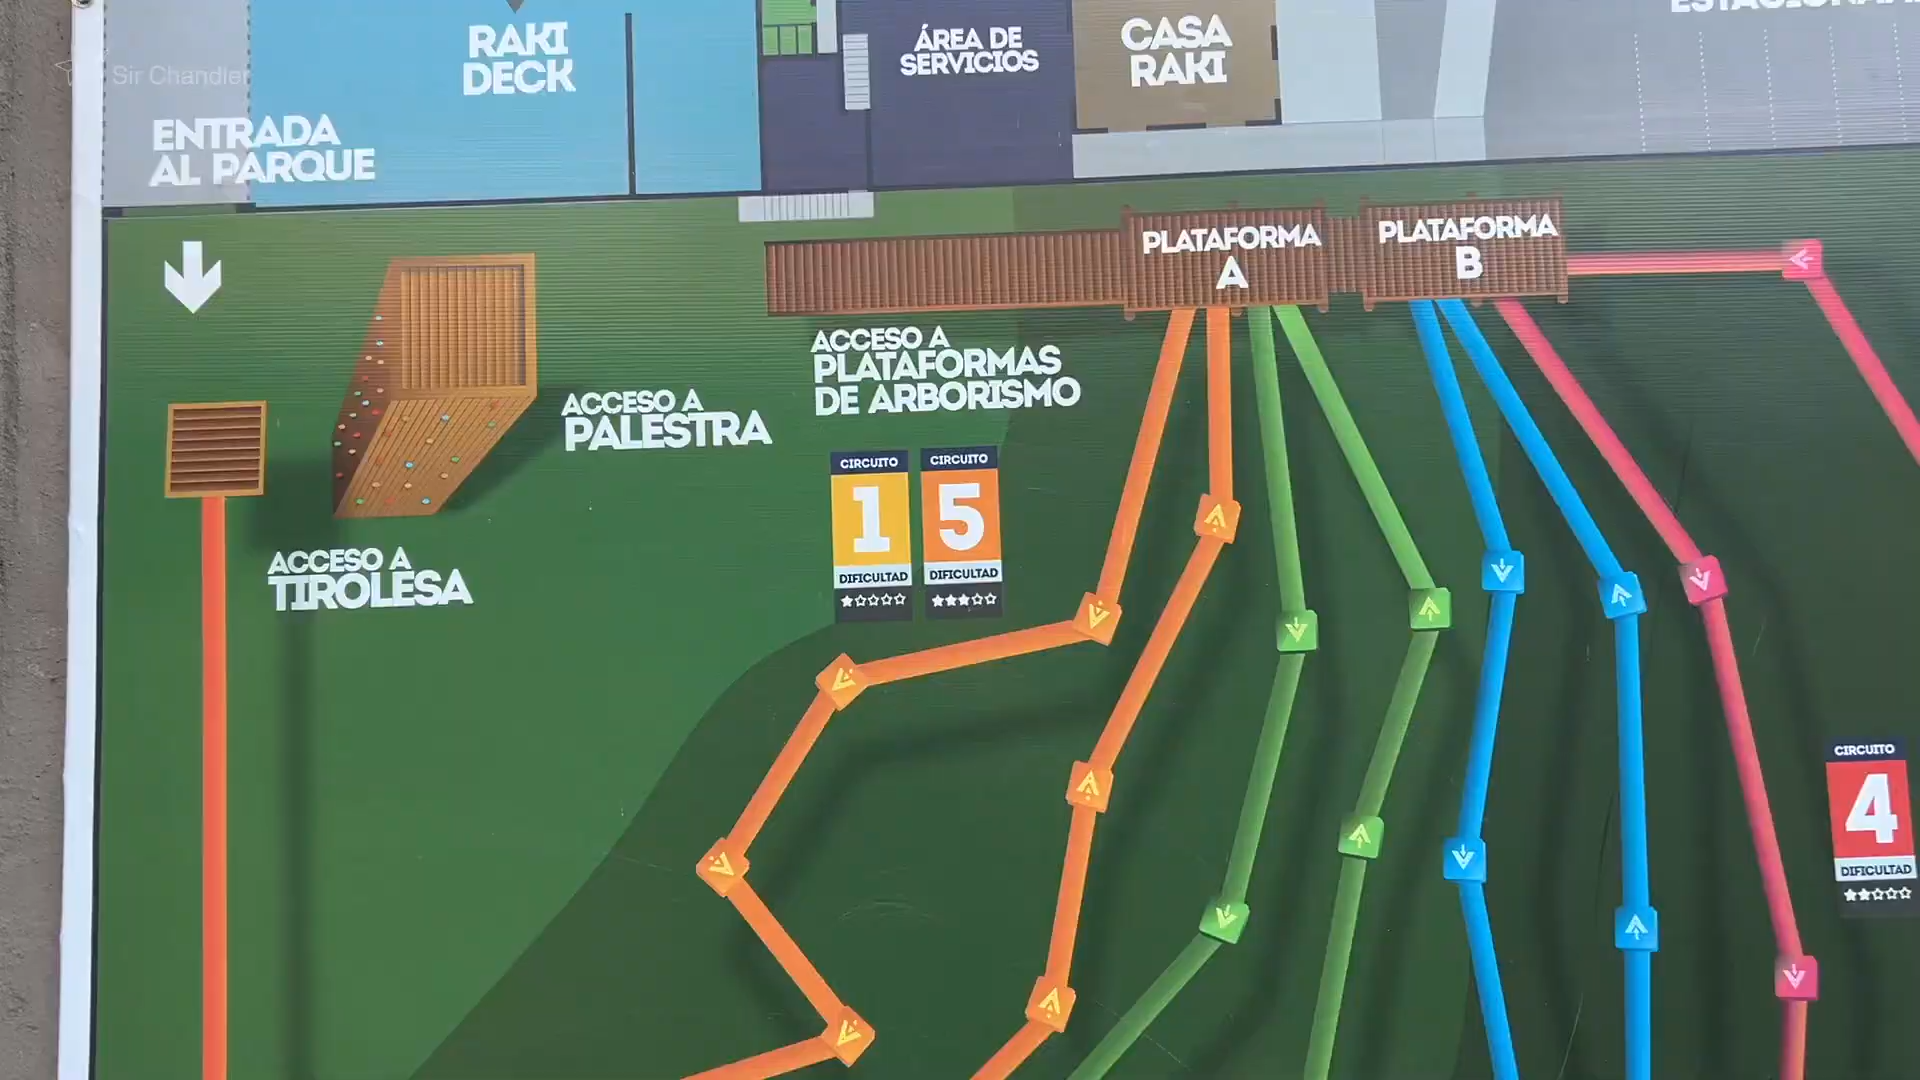 Sir Chandler
RAKI
DECK
ÁREA DE
SERVICIOS
CASA
RAKI
ENTRADA
AL PARQUE
PLATAFORMA
A
PLATAFORMA
B
ACCESO A
PLATAFORMAS
DE ARBORISMO
ACCESO A
PALESTRA
ACCESO A
TIROLESA
CIRCUITO
1
DIFICULTAD
CIRCUITO
5
DIFICULTAD
CIRCUITO
4
DIFICULTAD